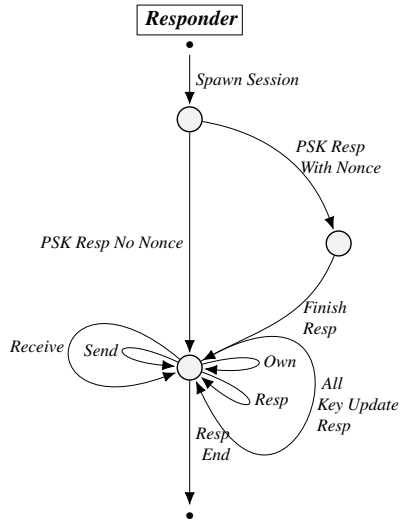 Responder
Spawn Session
PSK Resp
With Nonce
PSK Resp No Nonce
Finish
Resp
Receive
Send
Own
All
Key Update
Resp
Resp
Resp
End